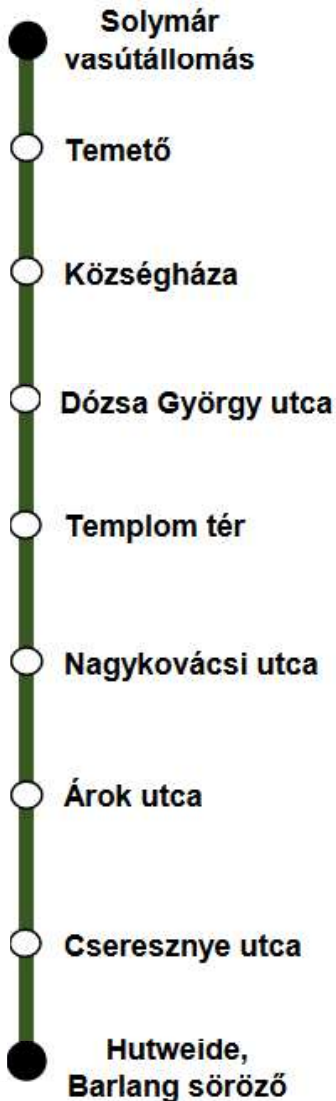 Solymár
vasútállomás
Temető
Községháza
Dózsa György utca
Templom tér
Nagykovácsi utca
Árok utca
Cseresznye utca
Hutweide,
Barlang söröző